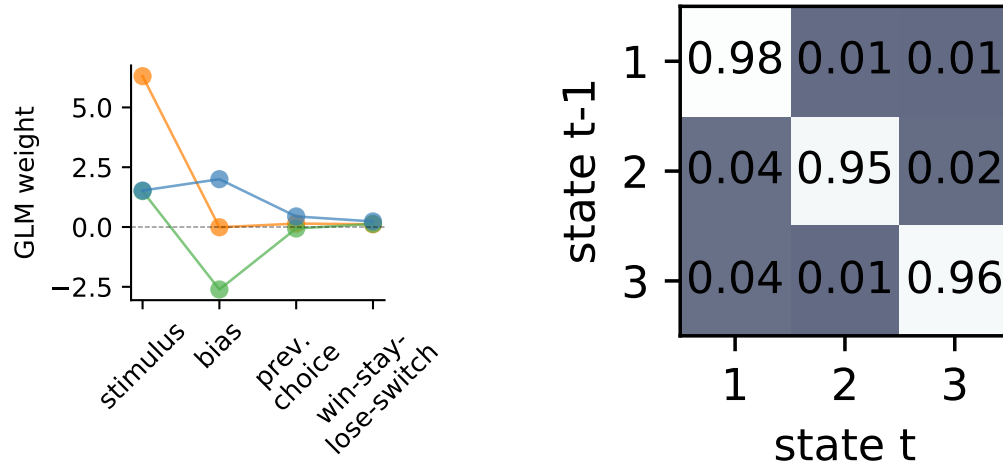 GLM weight
5.0
2.5
0.0
−2.5
stimulus
bias
prev.
choice
win-stay-
lose-switch
state t-1
1
0.98 0.01 0.01
2
0.04 0.95 0.02
3
0.04 0.01 0.96
1 2 3
state t